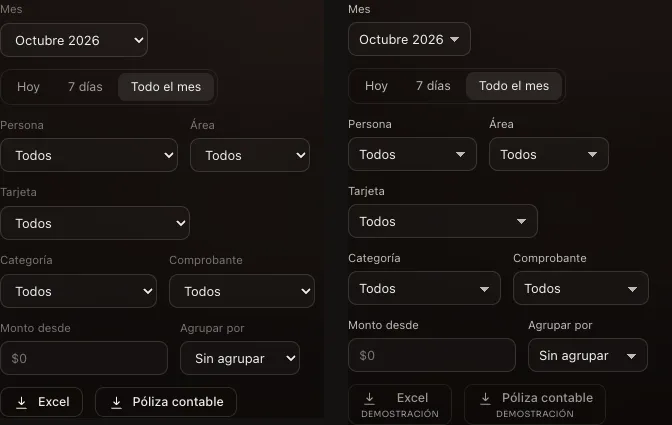 Mes
Octubre 2026
Hoy 7 días Todo el mes
Persona Área
Todos Todos
Tarjeta
Todos
Categoría Comprobante
Todos Todos
Monto desde Agrupar por
$0 Sin agrupar
Excel Póliza contable
Mes
Octubre 2026
Hoy 7 días Todo el mes
Persona Área
Todos Todos
Tarjeta
Todos
Categoría Comprobante
Todos Todos
Monto desde Agrupar por
$0 Sin agrupar
Excel Póliza contable
DEMOSTRACIÓN DEMOSTRACIÓN